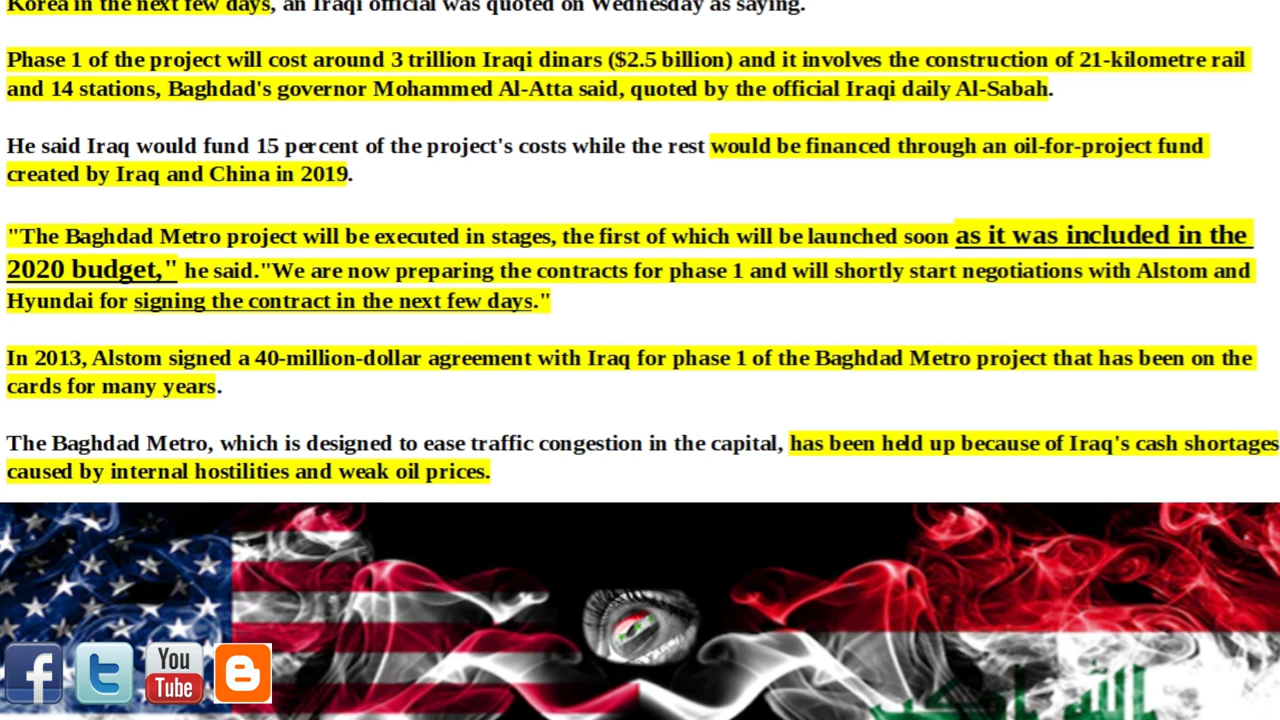 Korea in the next few days, an Iraqi official was quoted on Wednesday as saying.
Phase 1 of the project will cost around 3 trillion Iraqi dinars ($2.5 billion) and it involves the construction of 21-kilometre rail
and 14 stations, Baghdad's governor Mohammed Al-Atta said, quoted by the official Iraqi daily Al-Sabah.
He said Iraq would fund 15 percent of the project's costs while the rest would be financed through an oil-for-project fund
created by Iraq and China in 2019.
"The Baghdad Metro project will be executed in stages, the first of which will be launched soon as it was included in the
2020 budget," he said."We are now preparing the contracts for phase 1 and will shortly start negotiations with Alstom and
Hyundai for signing the contract in the next few days."
In 2013, Alstom signed a 40-million-dollar agreement with Iraq for phase 1 of the Baghdad Metro project that has been on the
cards for many years.
The Baghdad Metro, which is designed to ease traffic congestion in the capital, has been held up because of Iraq's cash shortages
caused by internal hostilities and weak oil prices.
You
Tube